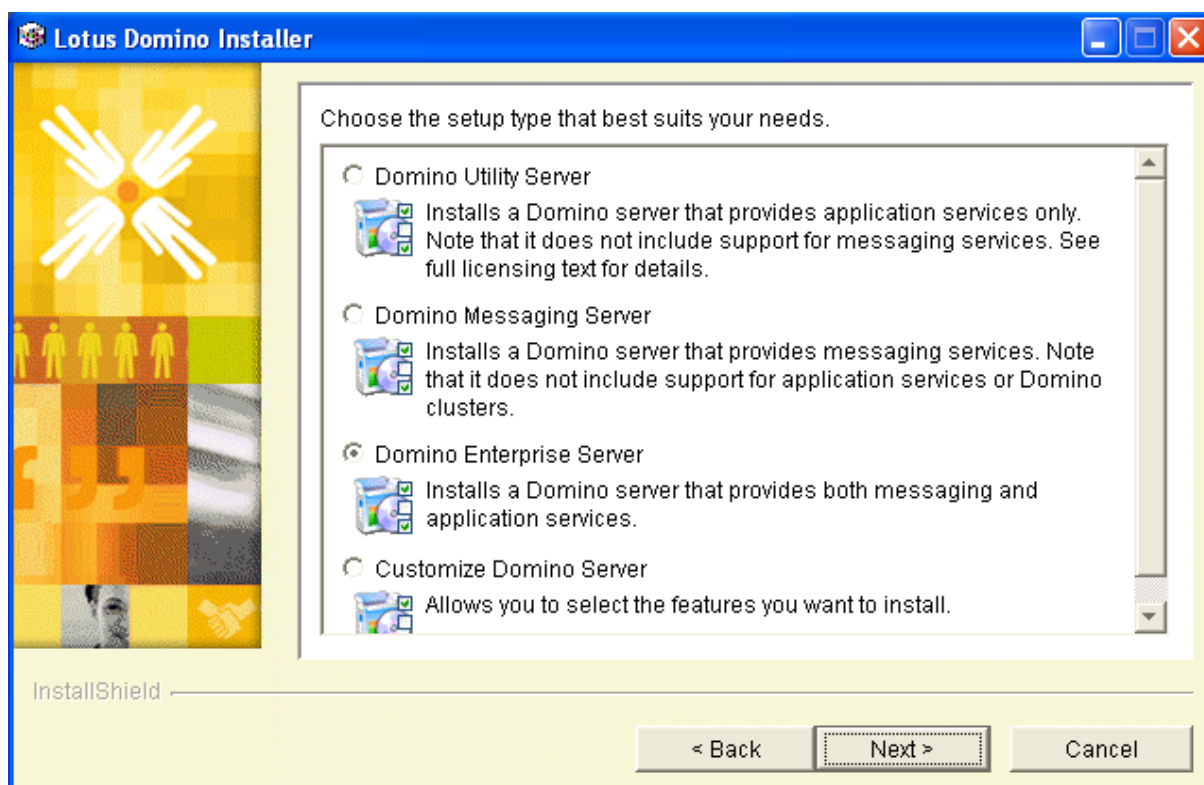 Lotus Domino Installer
Choose the setup type that best suits your needs.
Domino Utility Server
Installs a Domino server that provides application services only.
Note that it does not include support for messaging services. See
full licensing text for details.
Domino Messaging Server
Installs a Domino server that provides messaging services. Note
that it does not include support for application services or Domino
clusters.
Domino Enterprise Server
Installs a Domino server that provides both messaging and
application services.
Customize Domino Server
Allows you to select the features you want to install.
InstallShield
< Back
Next >
Cancel